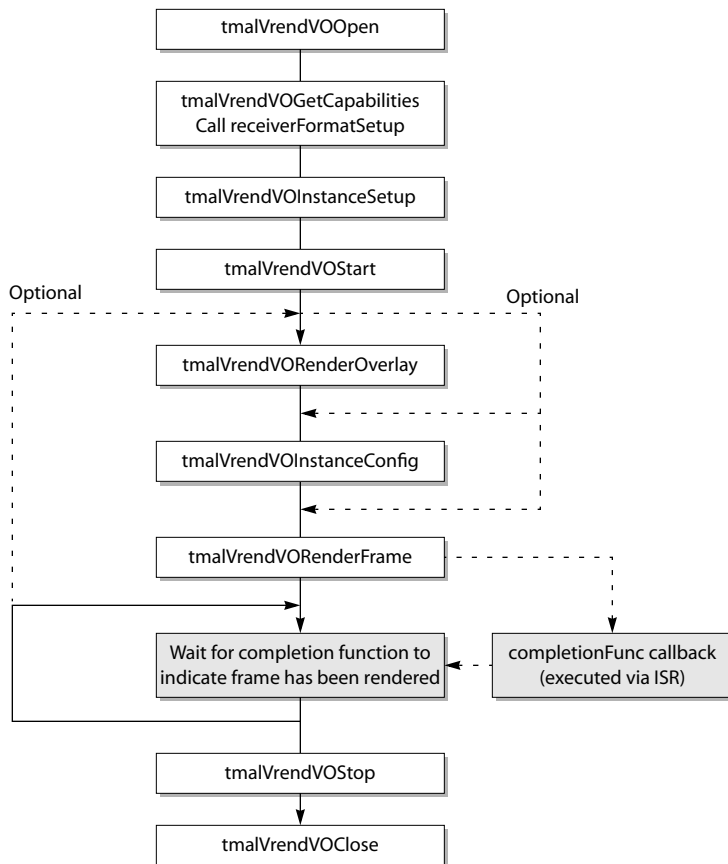 tmalVrendVOOpen
tmalVrendVOGetCapabilities
Call receiverFormatSetup
tmalVrendVOInstanceSetup
tmalVrendVOStart
Optional
Optional
tmalVrendVORenderOverlay
tmalVrendVOInstanceConfig
tmalVrendVORenderFrame
Wait for completion function to
indicate frame has been rendered
completionFunc callback
(executed via ISR)
tmalVrendVOStop
tmalVrendVOClose